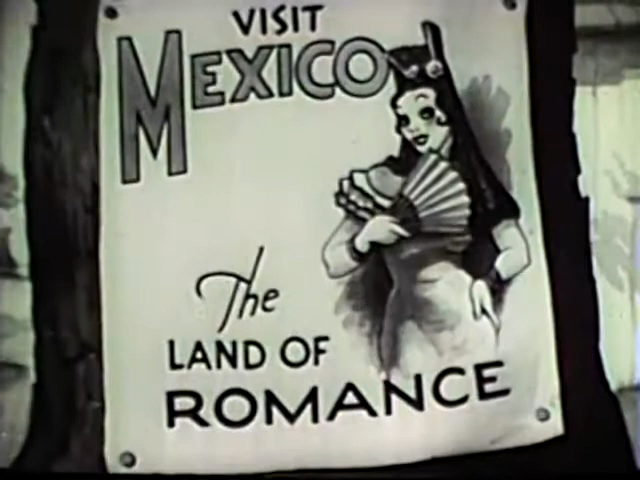 VISIT
MEXICO
The
LAND OF
ROMANCE